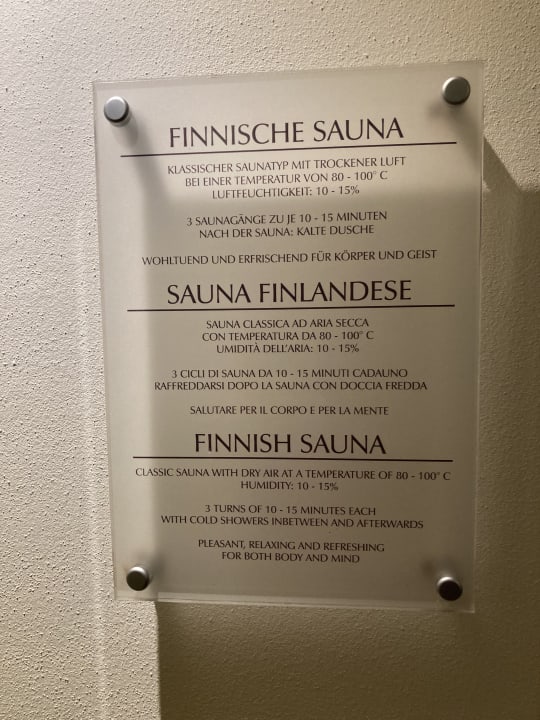 FINNISCHE SAUNA
KLASSISCHER SAUNATYP MIT TROCKENER LUFT
BEI EINER TEMPERATUR VON 80 - 100° C
LUFTFEUCHTIGKEIT: 10 - 15%
3 SAUNAGÄNGE ZU JE 10 - 15 MINUTEN
NACH DER SAUNA: KALTE DUSCHE
WOHLTUEND UND ERFRISCHEND FÜR KÖRPER UND GEIST
SAUNA FINLANDESE
SAUNA CLASSICA AD ARIA SECCA
CON TEMPERATURA DA 80 - 100° C
UMIDITÀ DELL'ARIA: 10 - 15%
3 CICLI DI SAUNA DA 10 - 15 MINUTI CADAUNO
RAFFREDDARSI DOPO LA SAUNA CON DOCCIA FREDDA
SALUTARE PER IL CORPO E PER LA MENTE
FINNISH SAUNA
CLASSIC SAUNA WITH DRY AIR AT A TEMPERATURE OF 80 - 100° C
HUMIDITY: 10 - 15%
3 TURNS OF 10 - 15 MINUTES EACH
WITH COLD SHOWERS INBETWEEN AND AFTERWARDS
PLEASANT, RELAXING AND REFRESHING
FOR BOTH BODY AND MIND